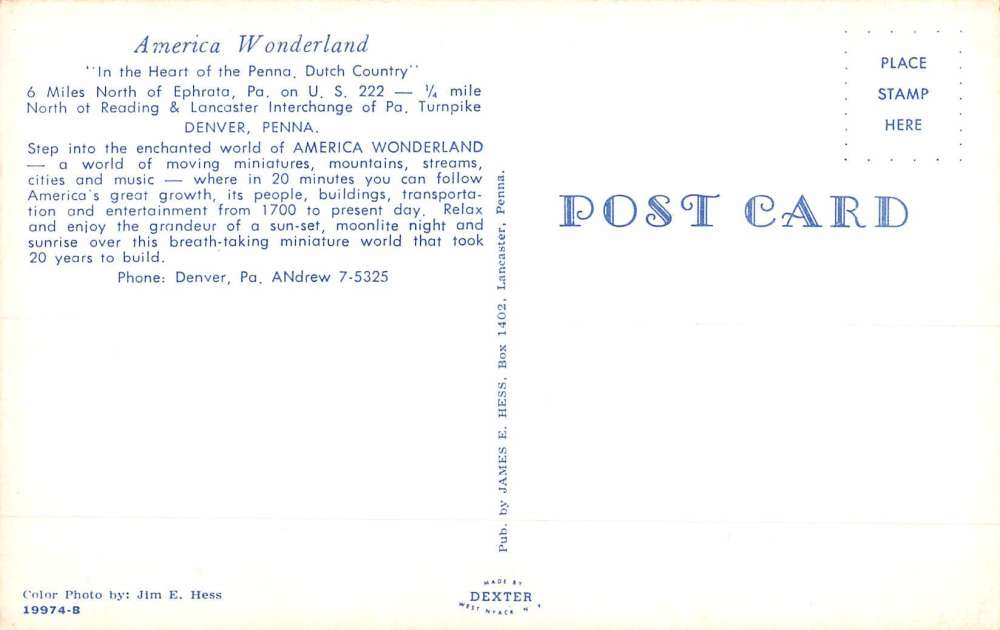 America Wonderland
"In the Heart of the Penna. Dutch Country"
6 Miles North of Ephrata, Pa. on U. S. 222 — ¼ mile
North ot Reading & Lancaster Interchange of Pa. Turnpike
DENVER, PENNA.
Step into the enchanted world of AMERICA WONDERLAND
— a world of moving miniatures, mountains, streams,
cities and music — where in 20 minutes you can follow
America's great growth, its people, buildings, transporta-
tion and entertainment from 1700 to present day. Relax
and enjoy the grandeur of a sun-set, moonlite night and
sunrise over this breath-taking miniature world that took
20 years to build.
Phone: Denver, Pa. ANdrew 7-5325
Color Photo by: Jim E. Hess
19974-B
Pub. by JAMES E. HESS, Box 1402, Lancaster, Penna.
MADE BY
DEXTER
WEST NYACK N Y
PLACE
STAMP
HERE
POST CARD